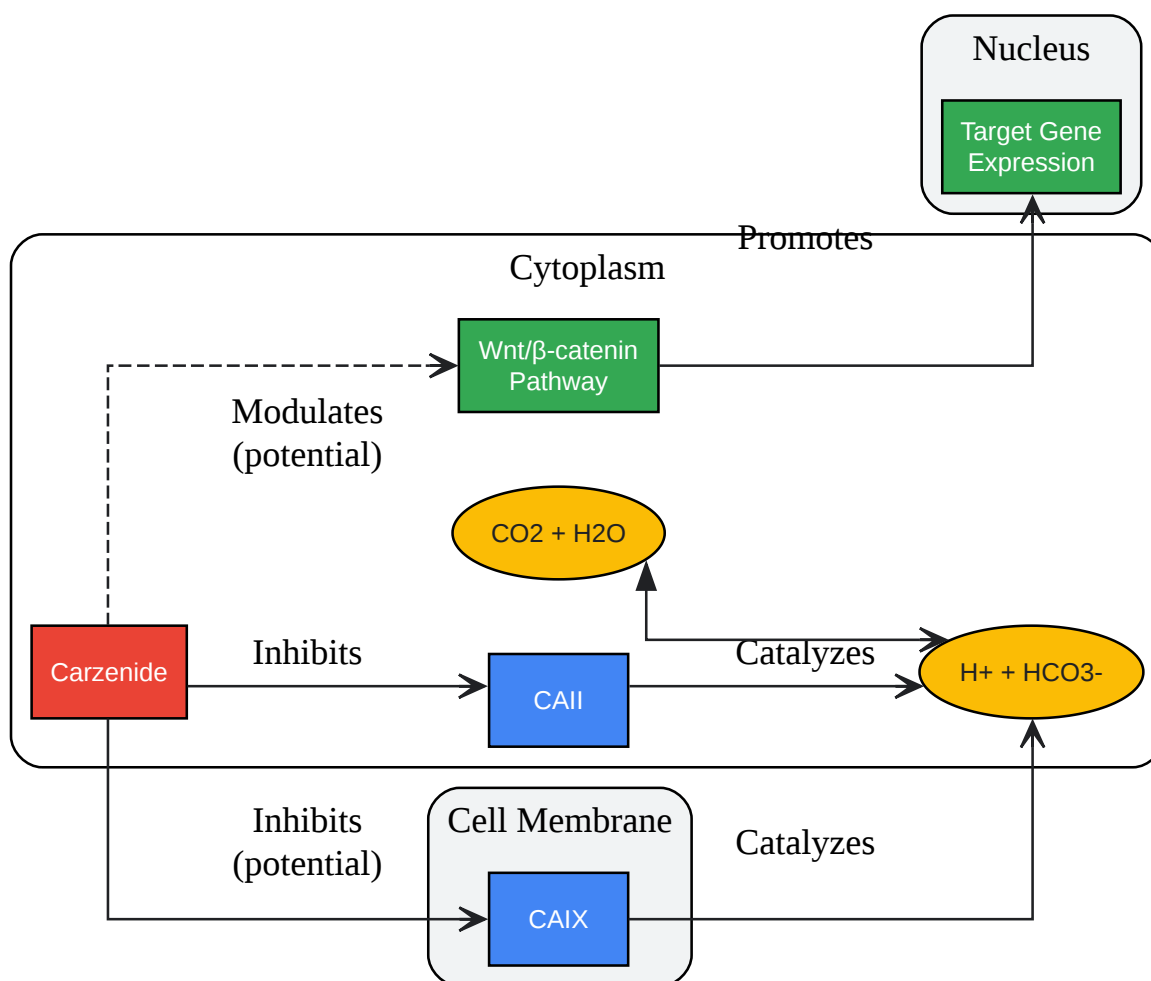 Nucleus
Target Gene
Expression
Promotes
Cytoplasm
Wnt/β-catenin
Pathway
Modulates
(potential)
CO2 + H2O
Inhibits
Catalyzes
Carzenide
H+ + HCO3-
CAII
Inhibits
(potential)
Cell Membrane
Catalyzes
CAIX